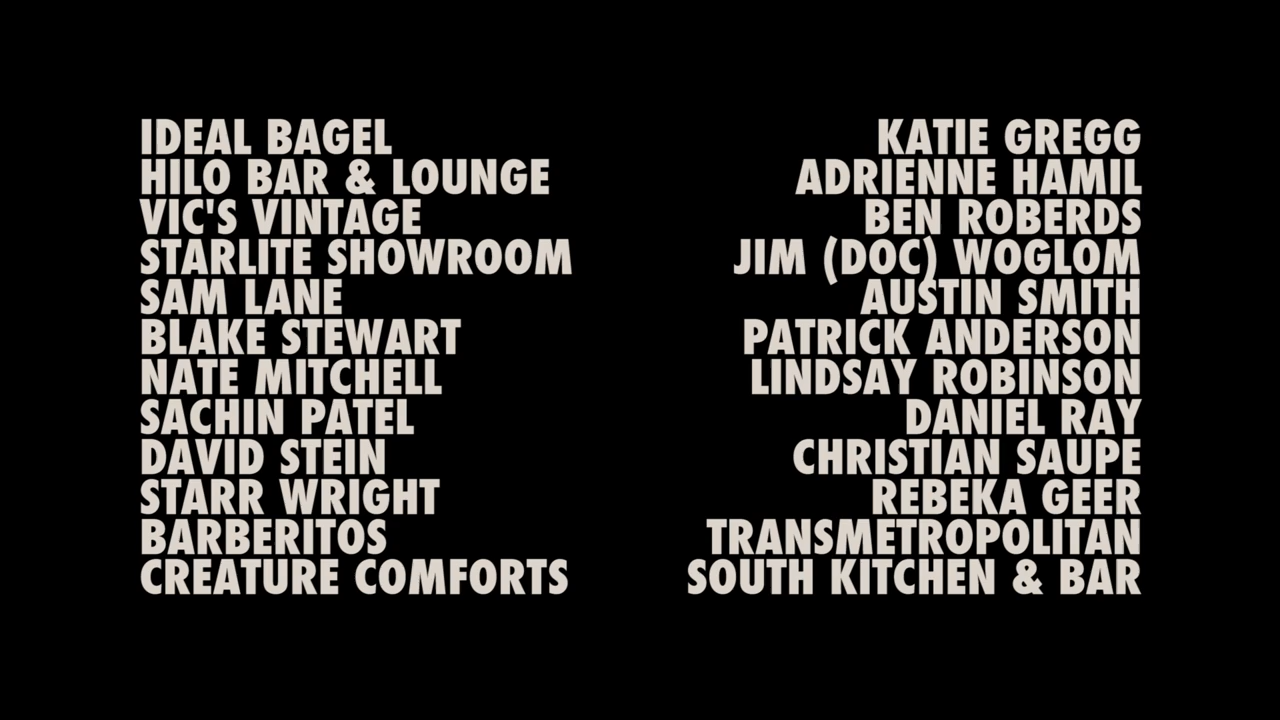 IDEAL BAGEL
HILO BAR & LOUNGE
VIC'S VINTAGE
STARLITE SHOWROOM
SAM LANE
BLAKE STEWART
NATE MITCHELL
SACHIN PATEL
DAVID STEIN
STARR WRIGHT
BARBERITOS
CREATURE COMFORTS
KATIE GREGG
ADRIENNE HAMIL
BEN ROBERDS
JIM (DOC) WOGLOM
AUSTIN SMITH
PATRICK ANDERSON
LINDSAY ROBINSON
DANIEL RAY
CHRISTIAN SAUPE
REBEKA GEER
TRANSMETROPOLITAN
SOUTH KITCHEN & BAR